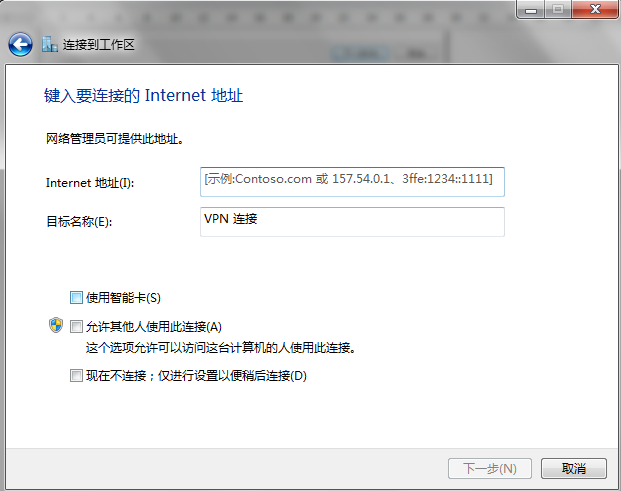 连接到工作区
键入要连接的 Internet 地址
网络管理员可提供此地址。
Internet 地址(I):
[示例:Contoso.com 或 157.54.0.1、3ffe:1234::1111]
目标名称(E):
VPN 连接
使用智能卡(S)
允许其他人使用此连接(A)
这个选项允许可以访问这台计算机的人使用此连接。
现在不连接；仅进行设置以便稍后连接(D)
下一步(N)
取消